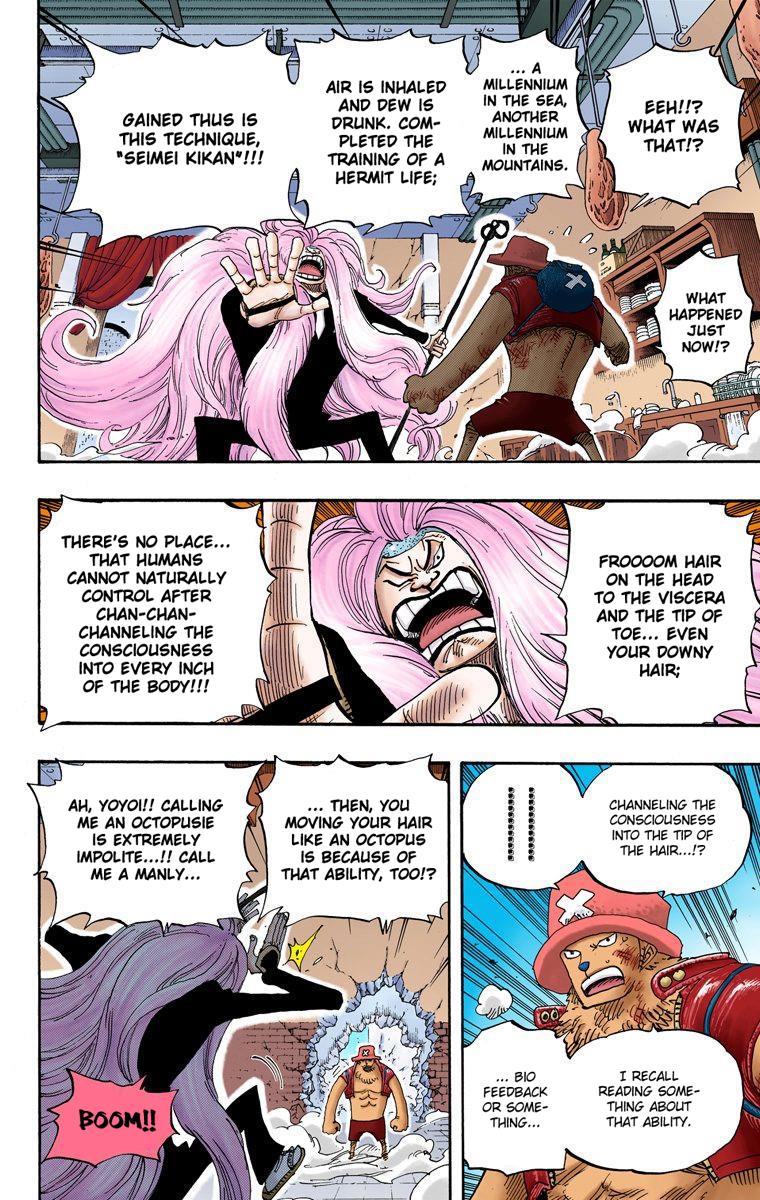 EEH!!?
WHAT WAS
THAT!?
... A
MILLENNIUM
IN THE SEA,
ANOTHER
MILLENNIUM
IN THE
MOUNTAINS.
AIR IS INHALED
AND DEW IS
DRUNK. COM-
PLETED THE
TRAINING OF A
HERMIT LIFE;
GAINED THUS IS
THIS TECHNIQUE,
"SEIMEI KIKAN"!!!
WHAT
HAPPENED
JUST
NOW!?
FROOOOM HAIR
ON THE HEAD
TO THE VISCERA
AND THE TIP OF
TOE... EVEN
YOUR DOWNY
HAIR;
THERE'S NO PLACE...
THAT HUMANS
CANNOT NATURALLY
CONTROL AFTER
CHAN-CHAN-
CHANNELING THE
CONSCIOUSNESS
INTO EVERY INCH
OF THE BODY!!!
CHANNELING THE
CONSCIOUSNESS
INTO THE TIP OF
THE HAIR...!?
I RECALL
READING SOME-
THING ABOUT
THAT ABILITY.
... BIO
FEEDBACK
OR SOME-
THING...
... THEN, YOU
MOVING YOUR HAIR
LIKE AN OCTOPUS
IS BECAUSE OF
THAT ABILITY, TOO!?
AH, YOYOI!! CALLING
ME AN OCTOPUSIE
IS EXTREMELY
IMPOLITE...!! CALL
ME A MANLY...
BOOM!!